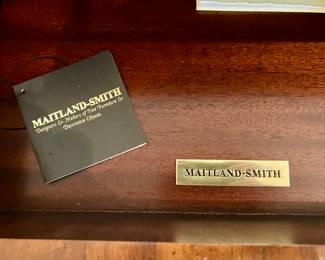 MAITLAND-SMITH
Designers & Makers of Fine Furniture &
Decorative Objects
MAITLAND-SMITH